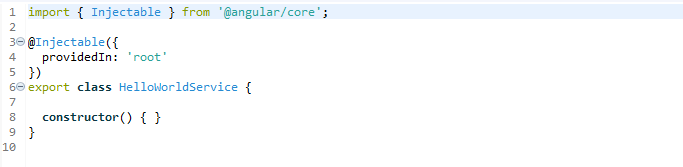 1 import { Injectable } from '@angular/core';
2
3 @Injectable({
4   providedIn: 'root'
5 })
6 export class HelloWorldService {
7
8   constructor() { }
9 }
10